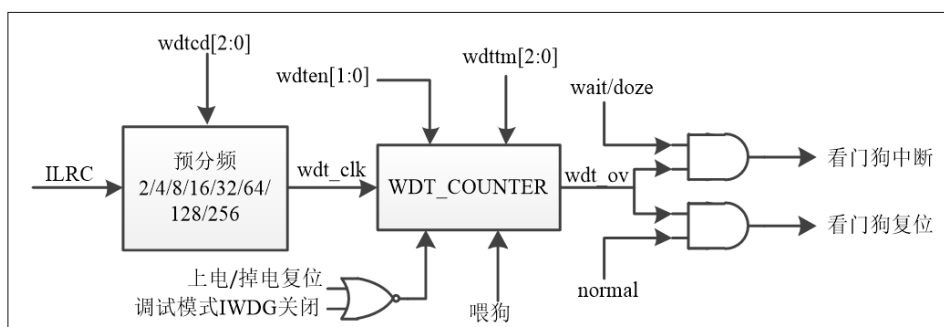 wdtcd[2:0]
wdten[1:0]
wdttm[2:0]
wait/doze
ILRC
预分频
2/4/8/16/32/64/
128/256
wdt_clk
WDT_COUNTER
wdt_ov
看门狗中断
看门狗复位
上电/掉电复位
调试模式IWDG关闭
喂狗
normal